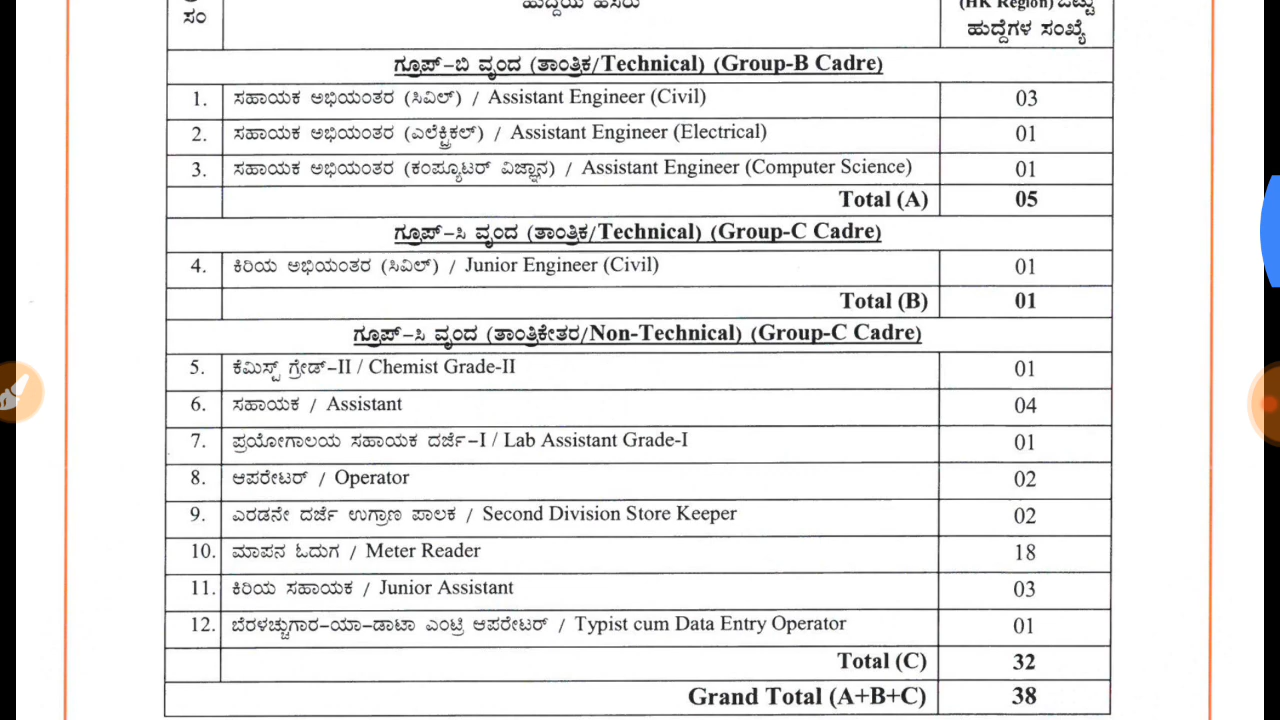 ಸಂ ಹುದ್ದೆಯ ಹೆಸರು (HK Region) ಒಟ್ಟು
ಹುದ್ದೆಗಳ ಸಂಖ್ಯೆ
ಗ್ರೂಪ್-ಬಿ ವೃಂದ (ತಾಂತ್ರಿಕ/Technical) (Group-B Cadre)
1. ಸಹಾಯಕ ಅಭಿಯಂತರ (ಸಿವಿಲ್) / Assistant Engineer (Civil) 03
2. ಸಹಾಯಕ ಅಭಿಯಂತರ (ಎಲೆಕ್ಟ್ರಿಕಲ್) / Assistant Engineer (Electrical) 01
3. ಸಹಾಯಕ ಅಭಿಯಂತರ (ಕಂಪ್ಯೂಟರ್ ವಿಜ್ಞಾನ) / Assistant Engineer (Computer Science) 01
Total (A) 05
ಗ್ರೂಪ್-ಸಿ ವೃಂದ (ತಾಂತ್ರಿಕ/Technical) (Group-C Cadre)
4. ಕಿರಿಯ ಅಭಿಯಂತರ (ಸಿವಿಲ್) / Junior Engineer (Civil) 01
Total (B) 01
ಗ್ರೂಪ್-ಸಿ ವೃಂದ (ತಾಂತ್ರಿಕೇತರ/Non-Technical) (Group-C Cadre)
5. ಕೆಮಿಸ್ಟ್ ಗ್ರೇಡ್-II / Chemist Grade-II 01
6. ಸಹಾಯಕ / Assistant 04
7. ಪ್ರಯೋಗಾಲಯ ಸಹಾಯಕ ದರ್ಜೆ-I / Lab Assistant Grade-I 01
8. ಆಪರೇಟರ್ / Operator 02
9. ಎರಡನೇ ದರ್ಜೆ ಉಗ್ರಾಣ ಪಾಲಕ / Second Division Store Keeper 02
10. ಮಾಪನ ಓದುಗ / Meter Reader 18
11. ಕಿರಿಯ ಸಹಾಯಕ / Junior Assistant 03
12. ಬೆರಳಚ್ಚುಗಾರ-ಯಾ-ಡಾಟಾ ಎಂಟ್ರಿ ಆಪರೇಟರ್ / Typist cum Data Entry Operator 01
Total (C) 32
Grand Total (A+B+C) 38